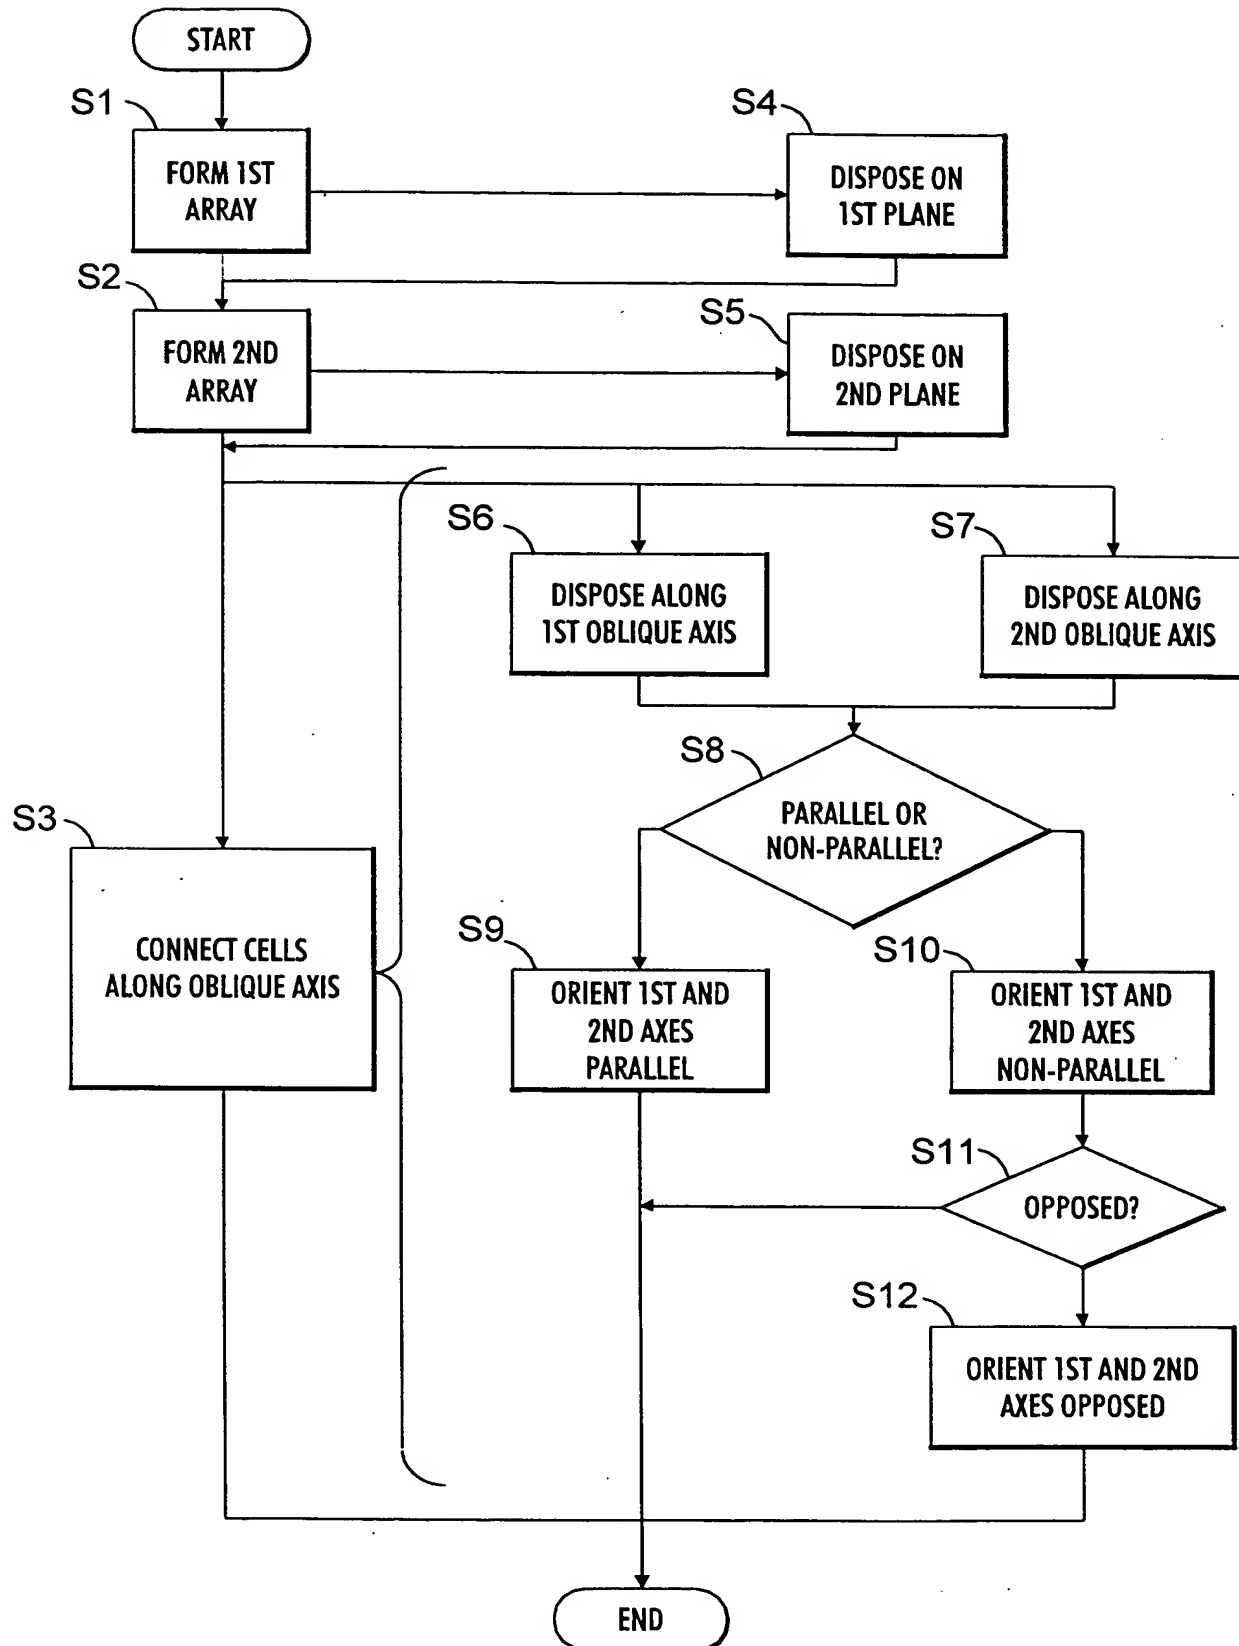 START
S1
FORM 1ST
ARRAY
S4
DISPOSE ON
1ST PLANE
S2
FORM 2ND
ARRAY
S5
DISPOSE ON
2ND PLANE
S6
DISPOSE ALONG
1ST OBLIQUE AXIS
S7
DISPOSE ALONG
2ND OBLIQUE AXIS
S8
PARALLEL OR
NON-PARALLEL?
S3
CONNECT CELLS
ALONG OBLIQUE AXIS
S9
ORIENT 1ST AND
2ND AXES
PARALLEL
S10
ORIENT 1ST AND
2ND AXES
NON-PARALLEL
S11
OPPOSED?
S12
ORIENT 1ST AND 2ND
AXES OPPOSED
END